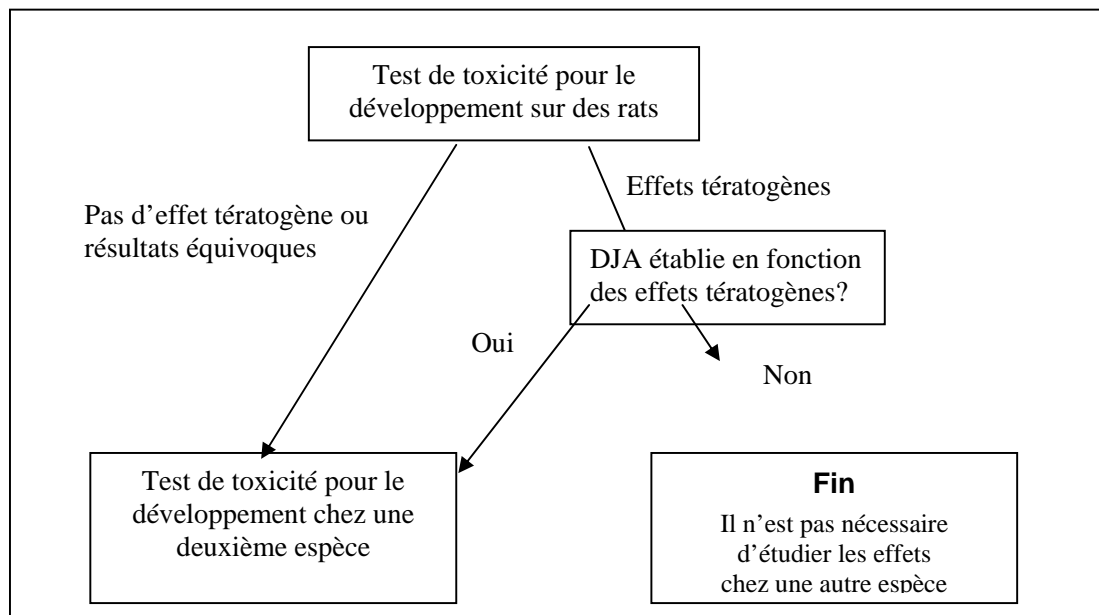 Test de toxicité pour le
développement sur des rats
Effets tératogènes
Pas d'effet tératogène ou
résultats équivoques
DJA établie en fonction
des effets tératogènes?
Oui
Non
Test de toxicité pour le
développement chez une
deuxième espèce
Fin
Il n'est pas nécessaire
d'étudier les effets
chez une autre espèce